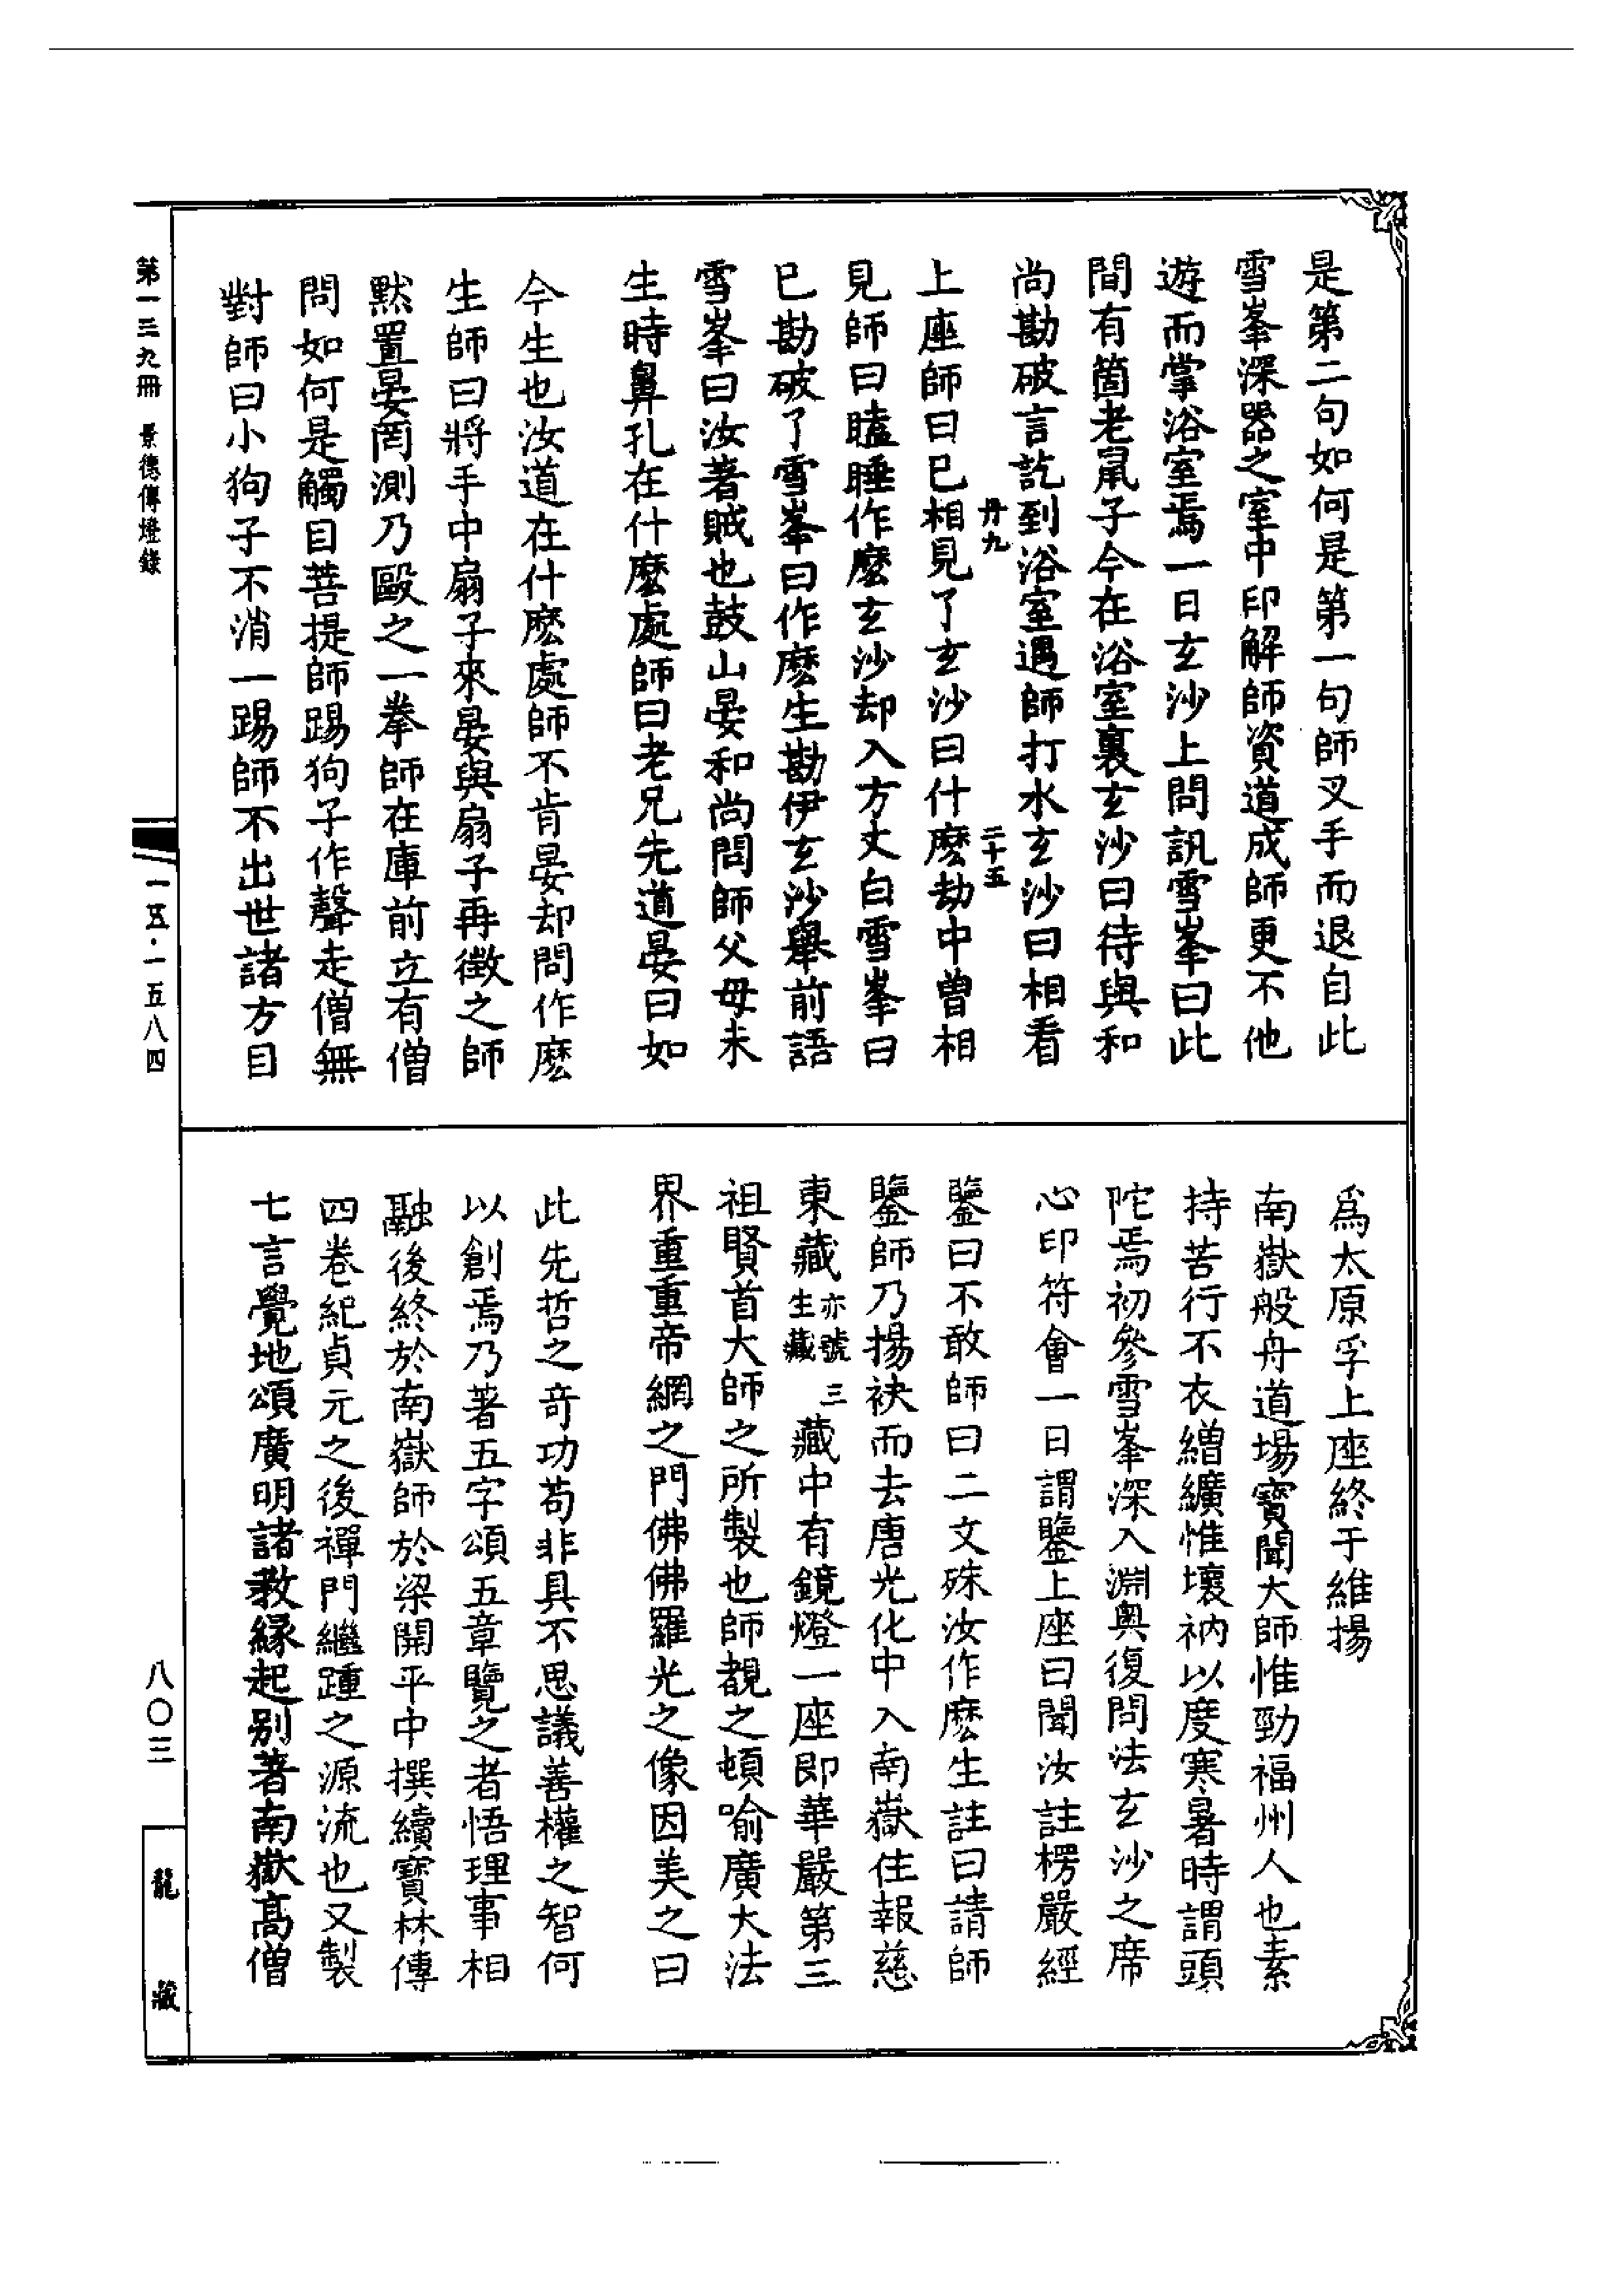 是第二句如何是第一句師叉手而退自此
雪峯深器之室中印解師資道成師更不他
遊而掌浴室焉一日玄沙上問訊雪峯曰此
間有箇老鼠子今在浴室裏玄沙曰待與和
尚勘破言訖到浴室遇師打水玄沙曰相看
丹九
二十五
上座師曰已相見了玄沙曰什麽劫中曾相
見師曰瞌睡作麽玄沙却入方丈白雪峯曰
已勘破了雪峯曰作麽生勘伊玄沙舉前語
雪峯曰汝著賊也鼓山晏和尚問師父母未
生時鼻孔在什麽處師曰老兄先道晏曰如
今生也汝道在什麽處師不肯晏却問作麽
生師曰將手中扇子來晏與扇子再徵之師
默置晏罔測乃毆之一拳師在庫前立有僧
問如何是觸目菩提師踢狗子作聲走僧無
對師曰小狗子不消一踢師不出世諸方目
爲太原孚上座終于維揚
南嶽般舟道場寶聞大師惟勁福州人也素
持苦行不衣繒纊惟壞衲以度寒暑時謂頭
陀焉初參雪峯深入淵奧復問法玄沙之席
心印符會一日謂鑒上座曰聞汝註楞嚴經
鑒曰不敢師曰二文殊汝作麽生註曰請師
鑒師乃揚袂而去唐光化中入南嶽住報慈
東藏亦號三生藏藏中有鏡燈一座即華嚴第三
祖賢首大師之所製也師覩之頓喻廣大法
界重重帝網之門佛佛羅光之像因美之曰
此先哲之奇功苟非具不思議善權之智何
以創焉乃著五字頌五章覽之者悟理事相
融後終於南嶽師於梁開平中撰續寶林傳
四卷紀貞元之後禪門繼踵之源流也又製
七言覺地頌廣明諸教緣起别著南嶽高僧
第一三九冊 景德傳燈錄
一五·一五八四
八〇三
龍藏